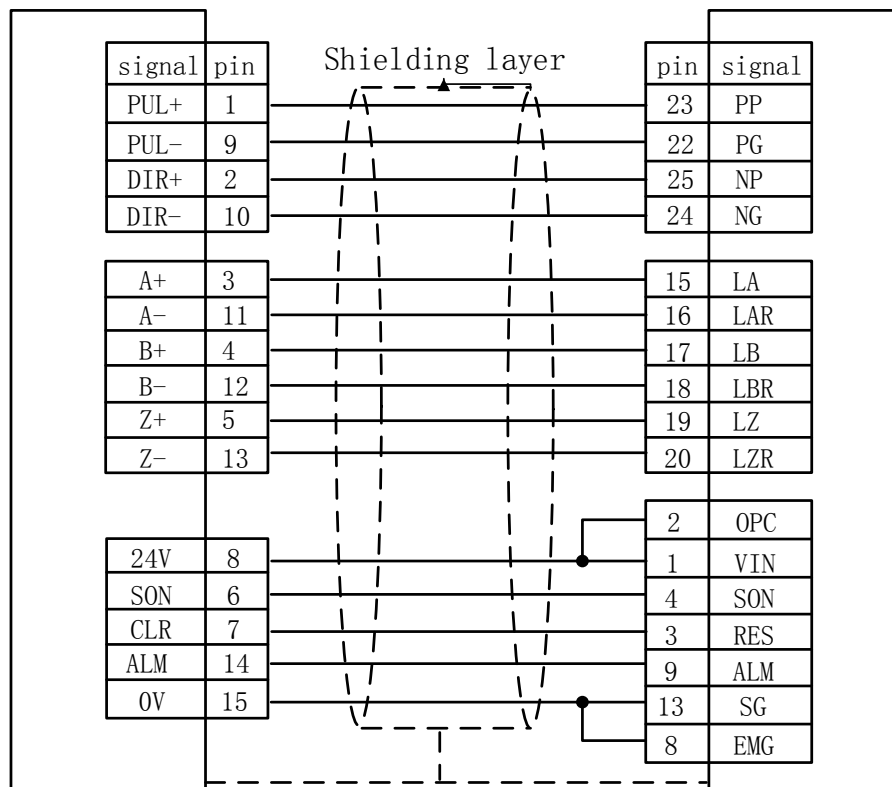 Shielding layer
signal pin
PUL+ 1
PUL- 9
DIR+ 2
DIR- 10
A+ 3
A- 11
B+ 4
B- 12
Z+ 5
Z- 13
24V 8
SON 6
CLR 7
ALM 14
0V 15
pin signal
23 PP
22 PG
25 NP
24 NG
15 LA
16 LAR
17 LB
18 LBR
19 LZ
20 LZR
2 OPC
1 VIN
4 SON
3 RES
9 ALM
13 SG
8 EMG